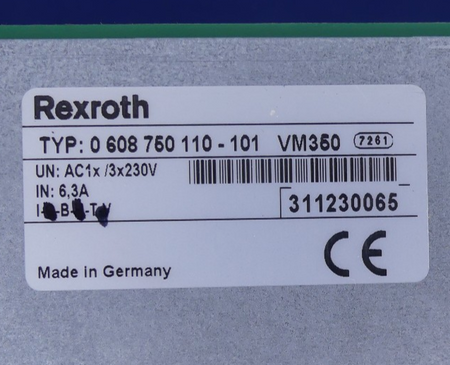 Rexroth
TYP: 0 608 750 110 - 101 VM350 7261
UN: AC1x /3x230V
IN: 6,3A
311230065
CE
Made in Germany